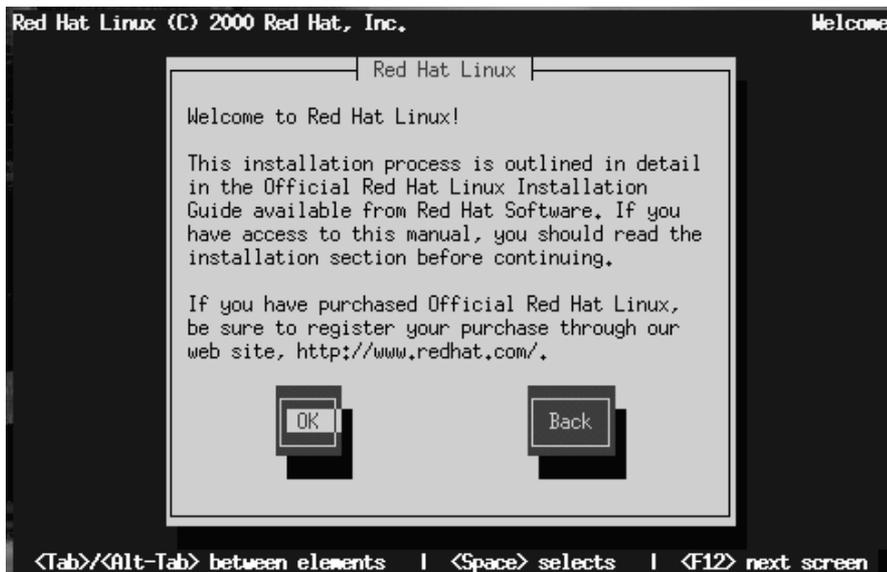 Red Hat Linux (C) 2000 Red Hat, Inc. Welcome
Red Hat Linux
Welcome to Red Hat Linux!
This installation process is outlined in detail
in the Official Red Hat Linux Installation
Guide available from Red Hat Software. If you
have access to this manual, you should read the
installation section before continuing.
If you have purchased Official Red Hat Linux,
be sure to register your purchase through our
web site, http://www.redhat.com/.
OK Back
<Tab>/<Alt-Tab> between elements | <Space> selects | <F12> next screen